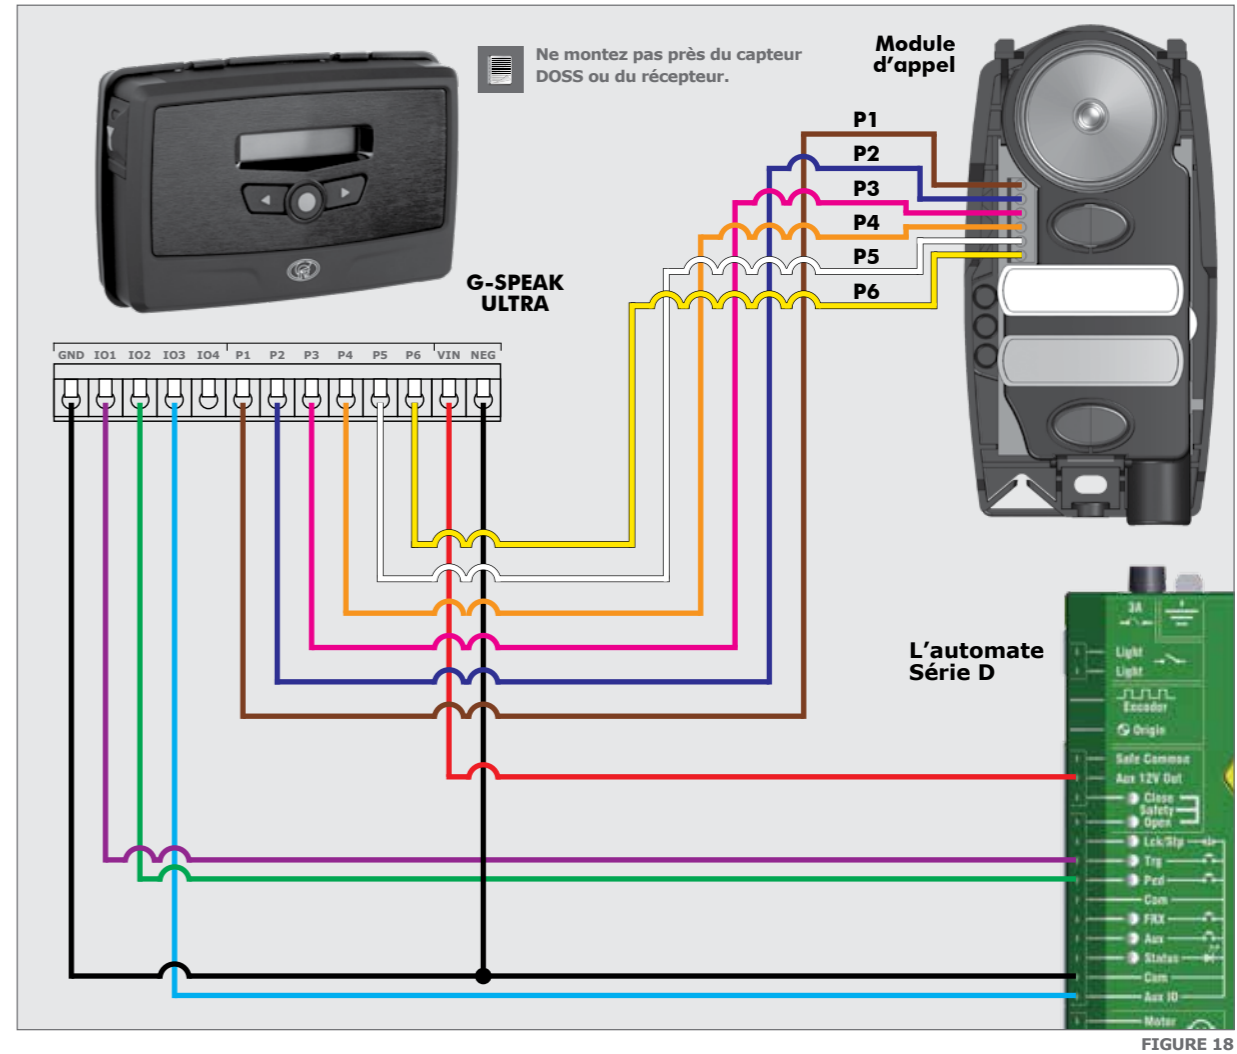 Ne montez pas près du capteur
DOSS ou du récepteur.
Module
d'appel
P1
P2
P3
P4
P5
P6
G-SPEAK
ULTRA
GND IO1 IO2 IO3 IO4 P1 P2 P3 P4 P5 P6 VIN NEG
L'automate
Série D
3A
Light
Light
Encoder
Origin
Safe Common
Aux 12V Out
Close
Safety
Open
Lck/Stp
Trg
Ped
Com
FRX
Aux
Status
Com
Aux IO
Motor
FIGURE 18